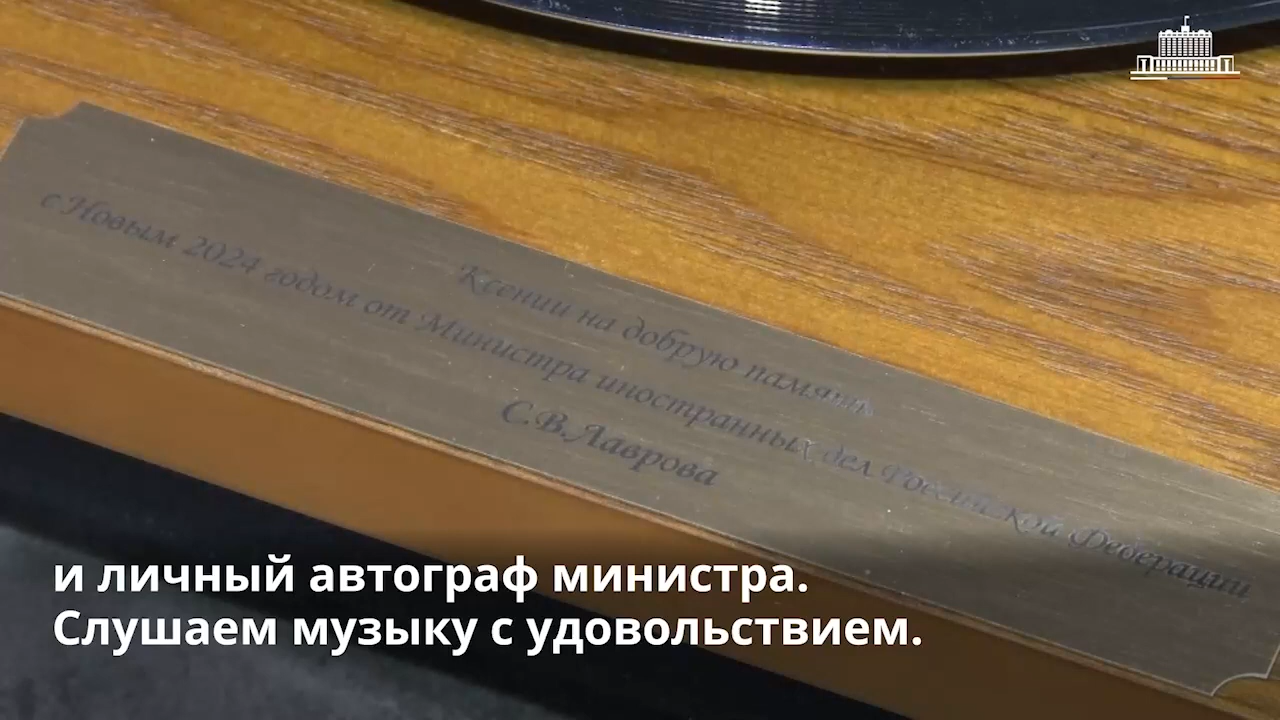 Ксении на добрую память
с Новым 2024 годом от Министра иностранных дел Российской Федерации
С.В.Лаврова
и личный автограф министра.
Слушаем музыку с удовольствием.